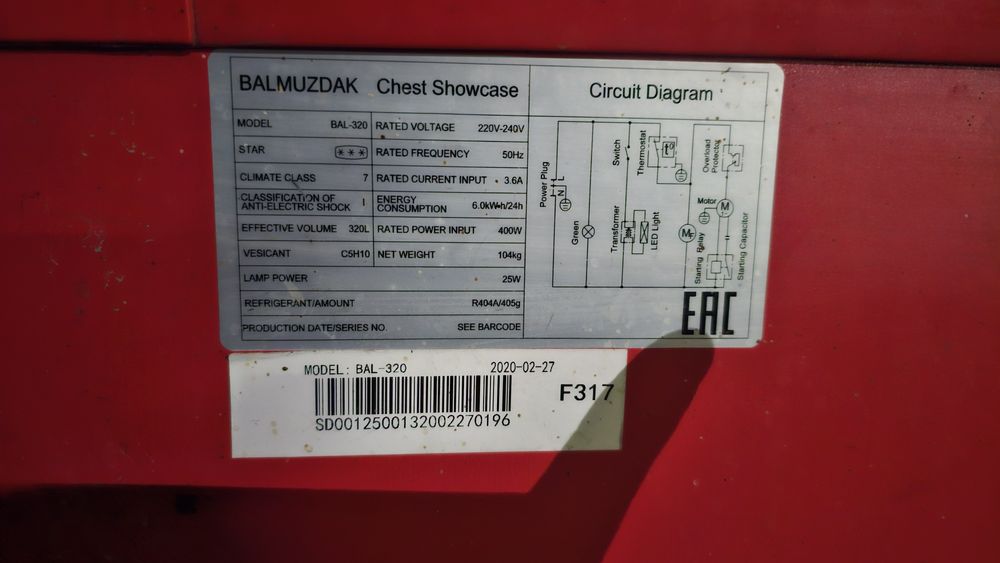 BALMUZDAK Chest Showcase
MODEL BAL-320 RATED VOLTAGE 220V-240V
STAR *** RATED FREQUENCY 50Hz
CLIMATE CLASS 7 RATED CURRENT INPUT 3.6A
CLASSIFICATION OF ANTI-ELECTRIC SHOCK I ENERGY CONSUMPTION 6.0kW•h/24h
EFFECTIVE VOLUME 320L RATED POWER INPUT 400W
VESICANT C5H10 NET WEIGHT 104kg
LAMP POWER 25W
REFRIGERANT/AMOUNT R404A/405g
PRODUCTION DATE/SERIES NO. SEE BARCODE
Circuit Diagram
Power Plug
L
N
Green
Switch
Transformer
LED Light
Thermostat
t°
Overload Protector
Motor
M
MF
Starting Relay
Starting Capacitor
EAC
MODEL: BAL-320 2020-02-27
F317
SD0012500132002270196